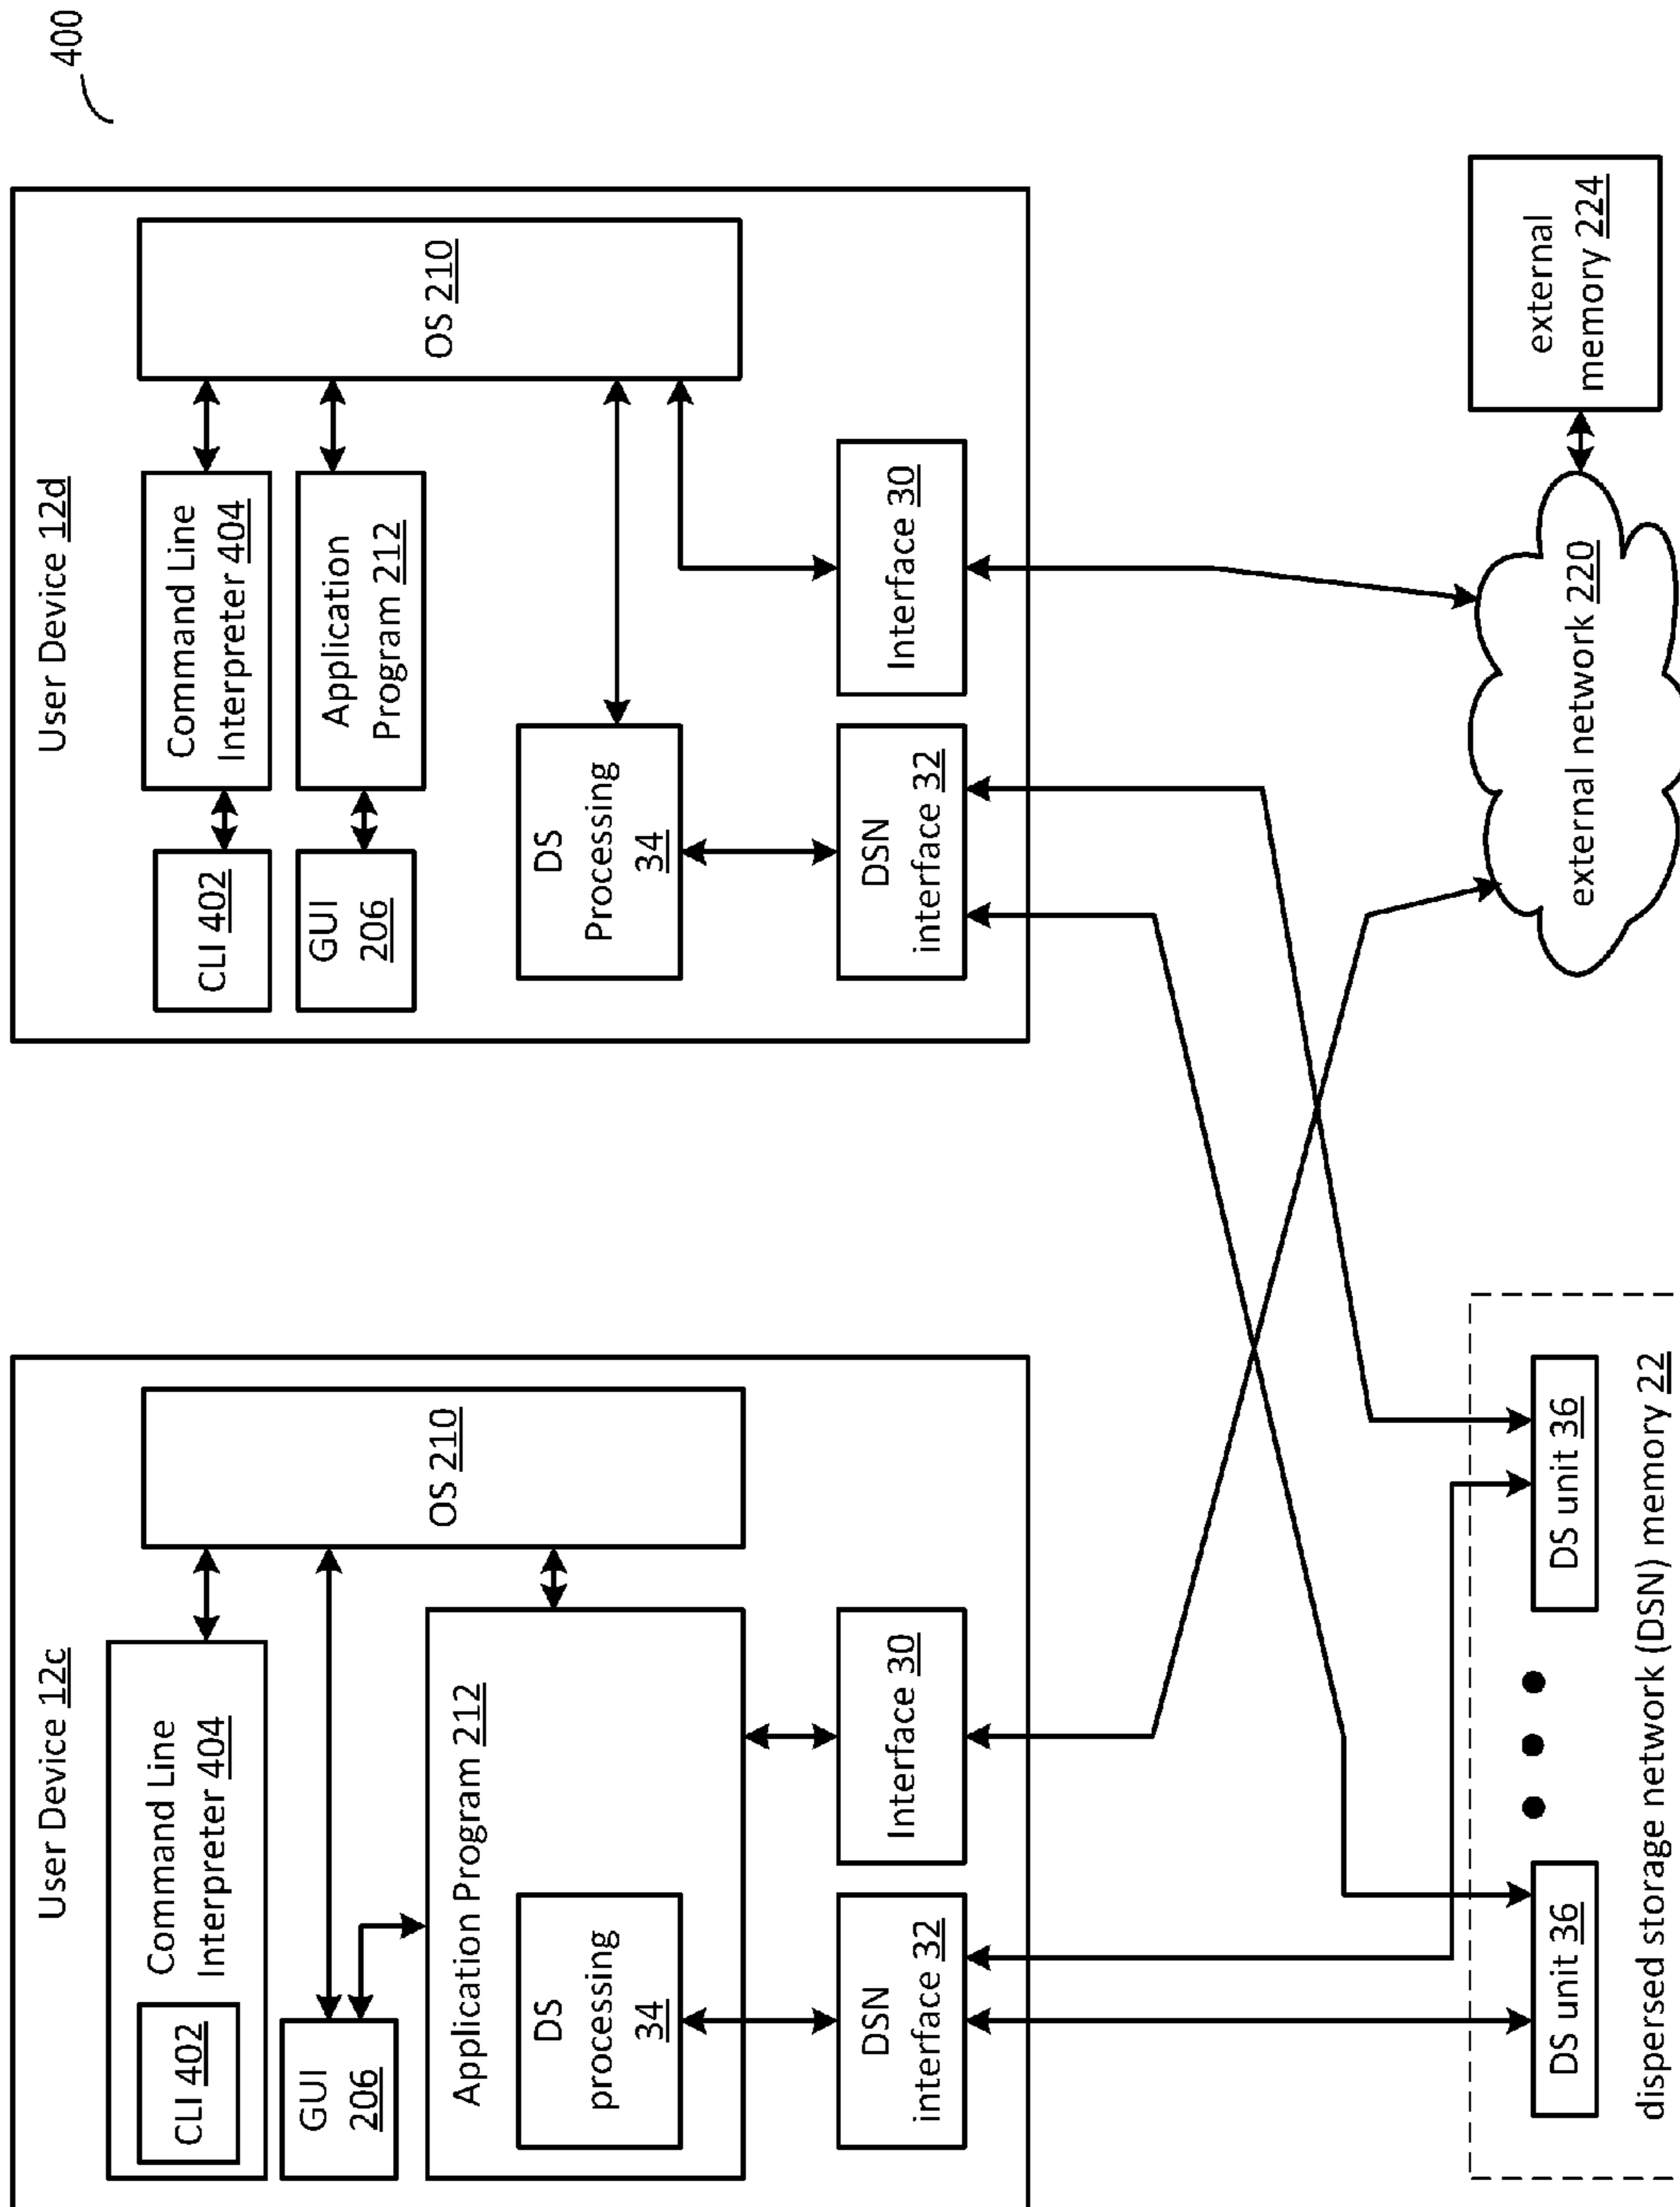 400
User Device 12c
Command Line
Interpreter 404
CLI 402
GUI
206
OS 210
Application Program 212
DS
processing
34
DSN
interface 32
Interface 30
User Device 12d
CLI 402
Command Line
Interpreter 404
GUI
206
Application
Program 212
OS 210
DS
Processing
34
DSN
interface 32
Interface 30
DS unit 36
DS unit 36
dispersed storage network (DSN) memory 22
external network 220
external
memory 224